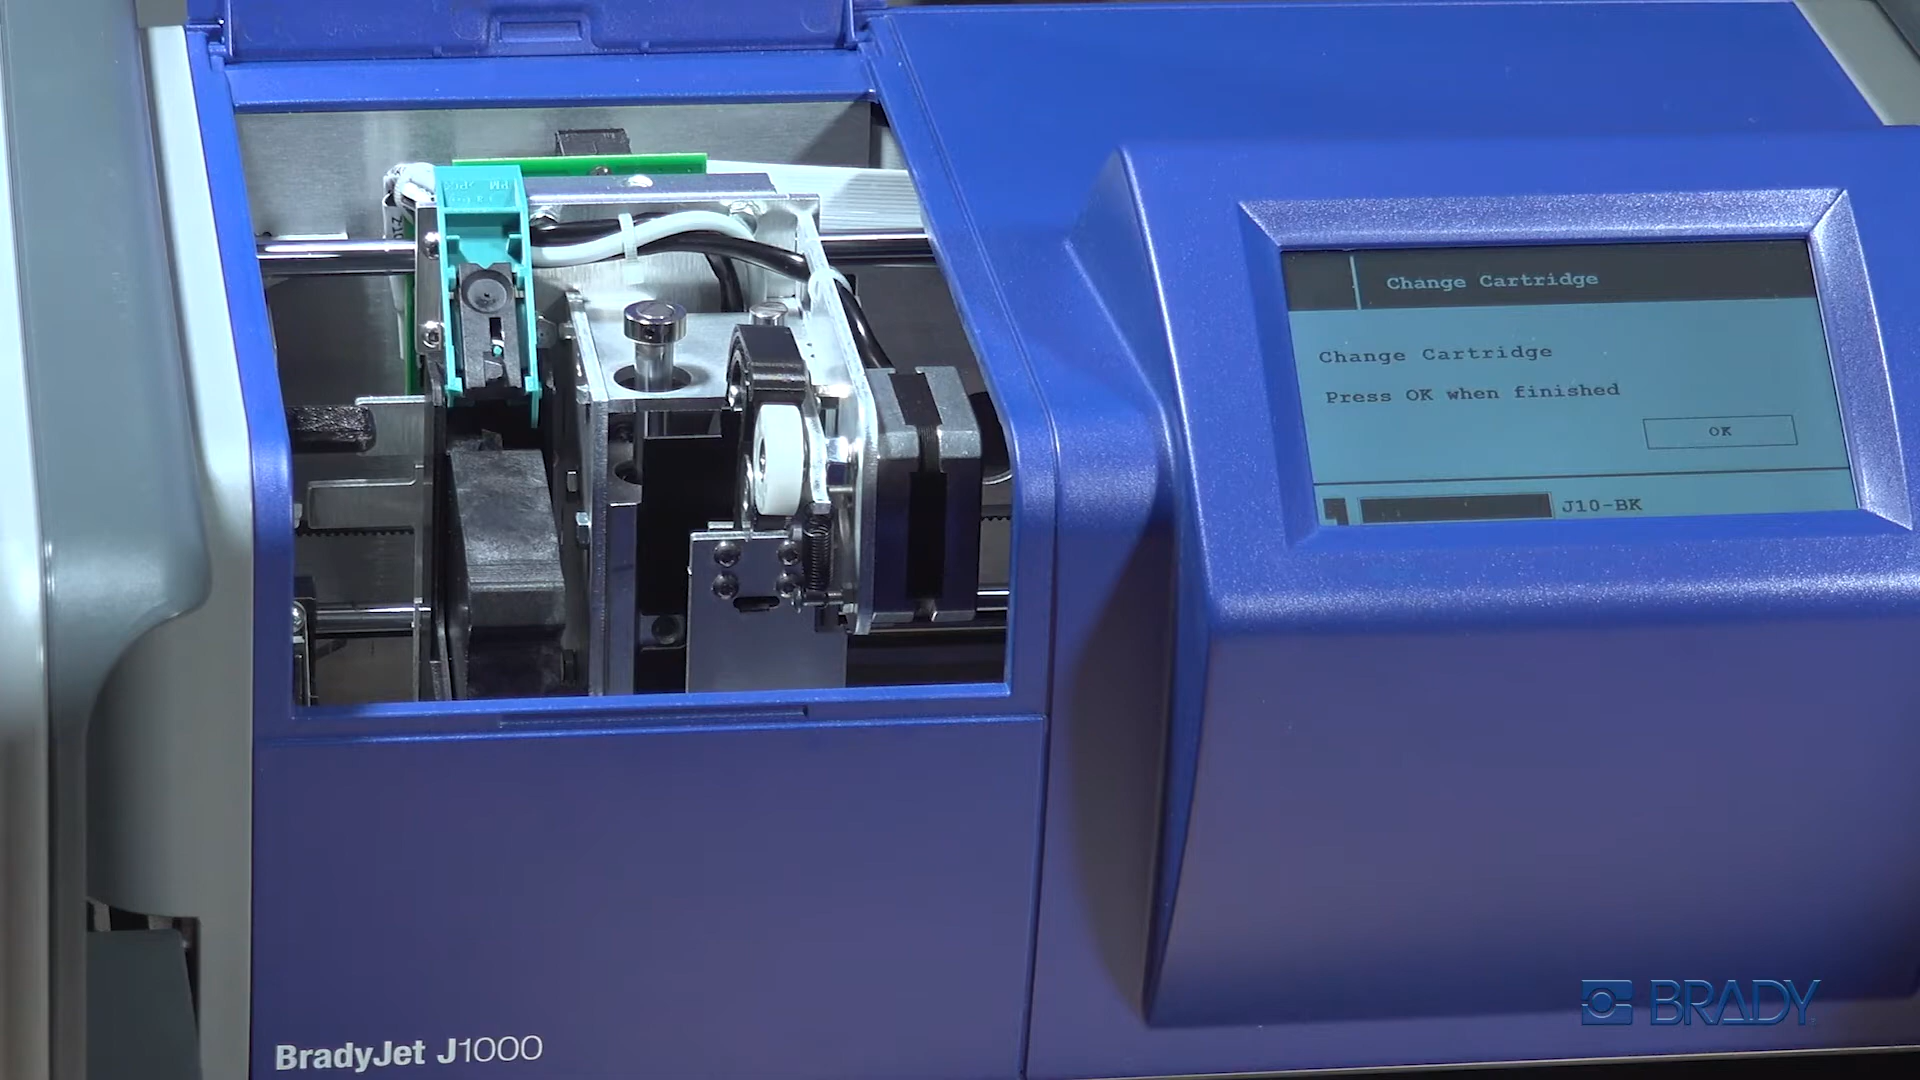 Change Cartridge
Change Cartridge
Press OK when finished
OK
J10-BK
BradyJet J1000
BRADY